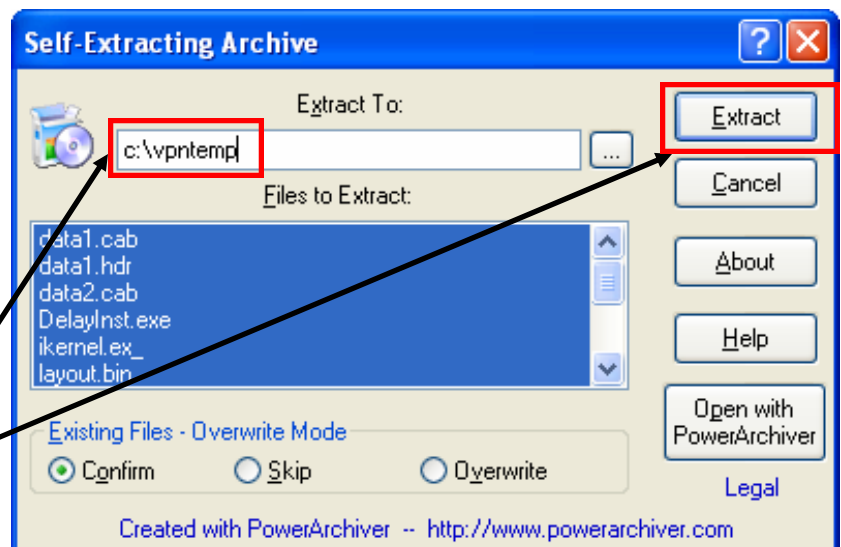 Self-Extracting Archive
Extract To:
c:\vpntemp
...
Files to Extract:
data1.cab
data1.hdr
data2.cab
DelayInst.exe
ikernel.ex_
layout.bin
Existing Files - Overwrite Mode
Confirm
Skip
Overwrite
Extract
Cancel
About
Help
Open with
PowerArchiver
Legal
Created with PowerArchiver -- http://www.powerarchiver.com